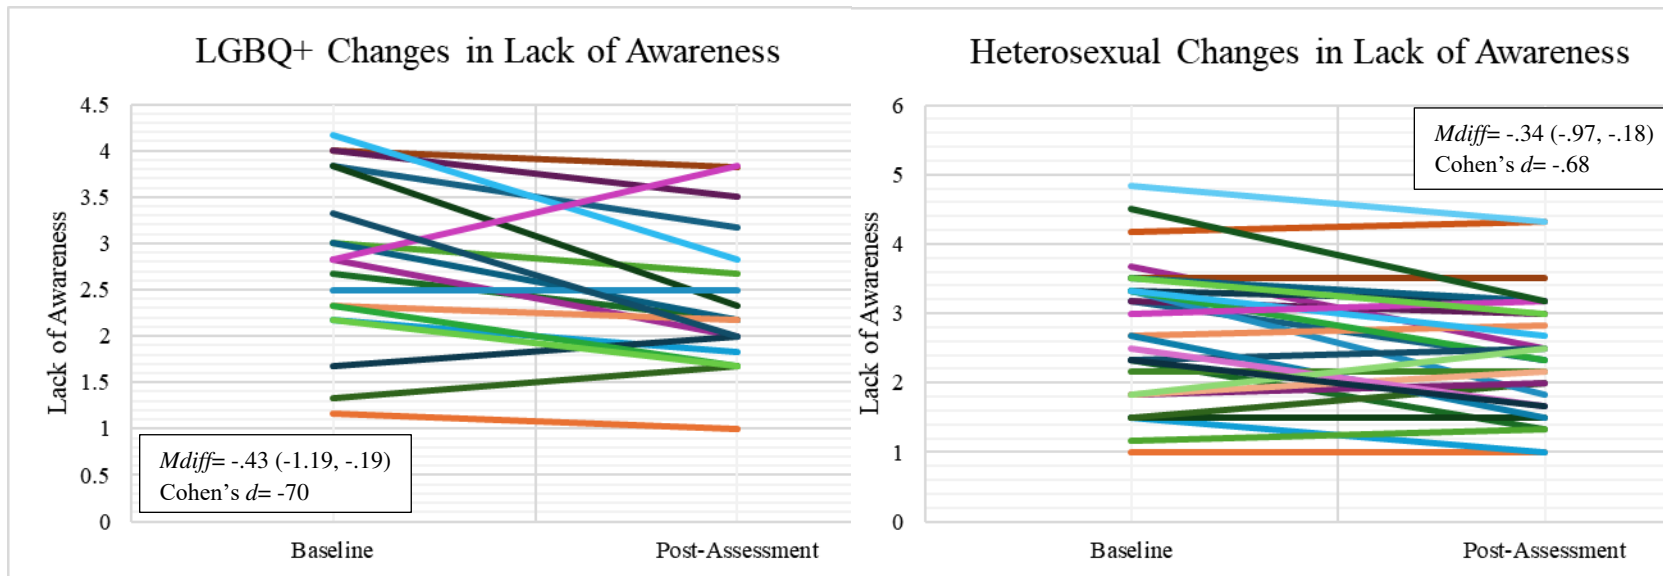 LGBQ+ Changes in Lack of Awareness
Lack of Awareness
4.5
4
3.5
3
2.5
2
1.5
1
0.5
0
Mdiff= -.43 (-1.19, -.19)
Cohen's d= -70
Baseline
Post-Assessment
Heterosexual Changes in Lack of Awareness
Lack of Awareness
6
5
4
3
2
1
0
Mdiff= -.34 (-.97, -.18)
Cohen's d= -.68
Baseline
Post-Assessment